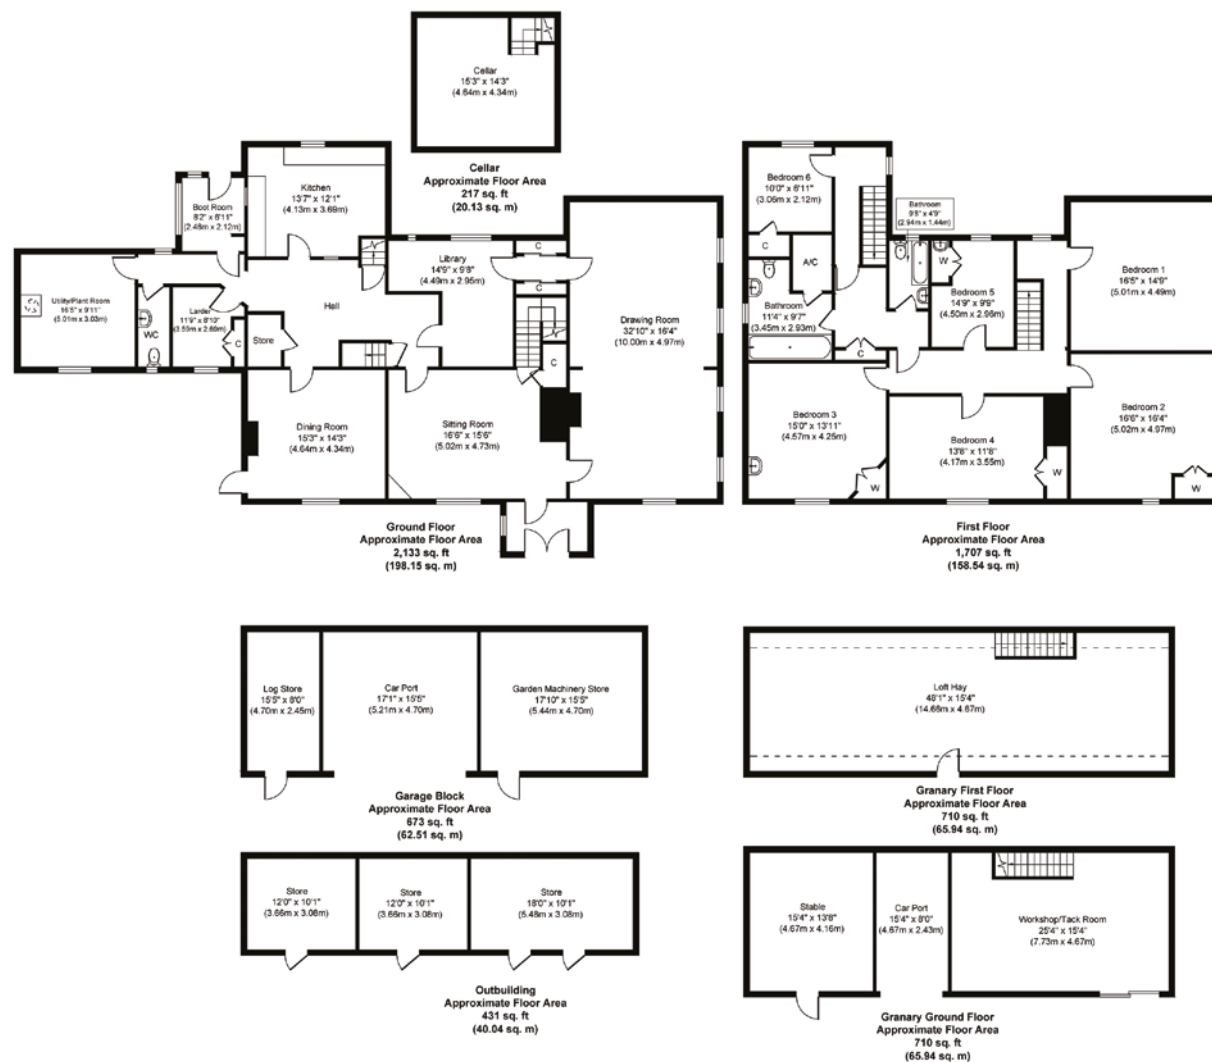 Cellar
15'3" x 14'3"
(4.64m x 4.34m)
Cellar
Approximate Floor Area
217 sq. ft
(20.13 sq. m)
Kitchen
13'7" x 12'1"
(4.13m x 3.69m)
Boot Room
8'2" x 6'11"
(2.48m x 2.12m)
Library
14'9" x 9'8"
(4.49m x 2.95m)
C
C
Utility/Plant Room
16'5" x 9'11"
(5.01m x 3.03m)
Larder
11'9" x 8'10"
(3.59m x 2.69m)
WC
C
Store
Hall
C
Drawing Room
32'10" x 16'4"
(10.00m x 4.97m)
Dining Room
15'3" x 14'3"
(4.64m x 4.34m)
Sitting Room
16'6" x 15'6"
(5.02m x 4.73m)
Ground Floor
Approximate Floor Area
2,133 sq. ft
(198.15 sq. m)
Bedroom 6
10'0" x 6'11"
(3.06m x 2.12m)
Bathroom
9'8" x 4'9"
(2.94m x 1.44m)
C
A/C
W
Bedroom 5
14'9" x 9'9"
(4.50m x 2.96m)
Bedroom 1
16'5" x 14'9"
(5.01m x 4.49m)
Bathroom
11'4" x 9'7"
(3.45m x 2.93m)
C
Bedroom 3
15'0" x 13'11"
(4.57m x 4.25m)
W
Bedroom 4
13'8" x 11'8"
(4.17m x 3.55m)
W
Bedroom 2
16'6" x 16'4"
(5.02m x 4.97m)
W
First Floor
Approximate Floor Area
1,707 sq. ft
(158.54 sq. m)
Log Store
15'5" x 8'0"
(4.70m x 2.45m)
Car Port
17'1" x 15'5"
(5.21m x 4.70m)
Garden Machinery Store
17'10" x 15'5"
(5.44m x 4.70m)
Garage Block
Approximate Floor Area
673 sq. ft
(62.51 sq. m)
Loft Hay
48'1" x 15'4"
(14.66m x 4.67m)
Granary First Floor
Approximate Floor Area
710 sq. ft
(65.94 sq. m)
Store
12'0" x 10'1"
(3.66m x 3.08m)
Store
12'0" x 10'1"
(3.66m x 3.08m)
Store
18'0" x 10'1"
(5.48m x 3.08m)
Outbuilding
Approximate Floor Area
431 sq. ft
(40.04 sq. m)
Stable
15'4" x 13'8"
(4.67m x 4.16m)
Car Port
15'4" x 8'0"
(4.67m x 2.43m)
Workshop/Tack Room
25'4" x 15'4"
(7.73m x 4.67m)
Granary Ground Floor
Approximate Floor Area
710 sq. ft
(65.94 sq. m)